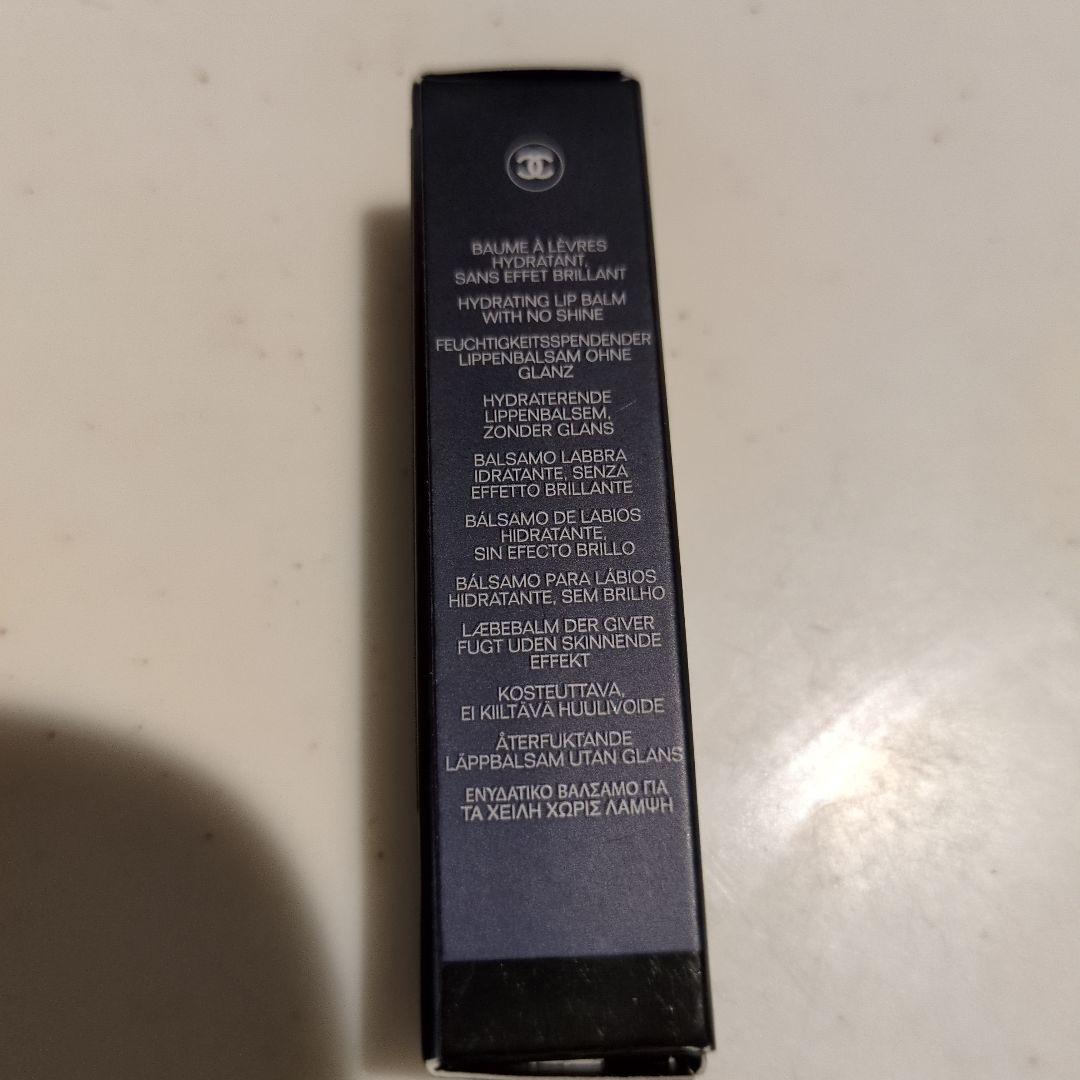 BAUME À LÈVRES
HYDRATANT,
SANS EFFET BRILLANT
HYDRATING LIP BALM
WITH NO SHINE
FEUCHTIGKEITSSPENDENDER
LIPPENBALSAM OHNE
GLANZ
HYDRATERENDE
LIPPENBALSEM,
ZONDER GLANS
BALSAMO LABBRA
IDRATANTE, SENZA
EFFETTO BRILLANTE
BÁLSAMO DE LABIOS
HIDRATANTE,
SIN EFECTO BRILLO
BÁLSAMO PARA LÁBIOS
HIDRATANTE, SEM BRILHO
LÆBEBALM DER GIVER
FUGT UDEN SKINNENDE
EFFEKT
KOSTEUTTAVA,
EI KIILTÄVÄ HUULIVOIDE
ÅTERFUKTANDE
LÄPPBALSAM UTAN GLANS
ΕΝΥΔΑΤΙΚΟ ΒΑΛΣΑΜΟ ΓΙΑ
ΤΑ ΧΕΙΛΗ ΧΩΡΙΣ ΛΑΜΨΗ